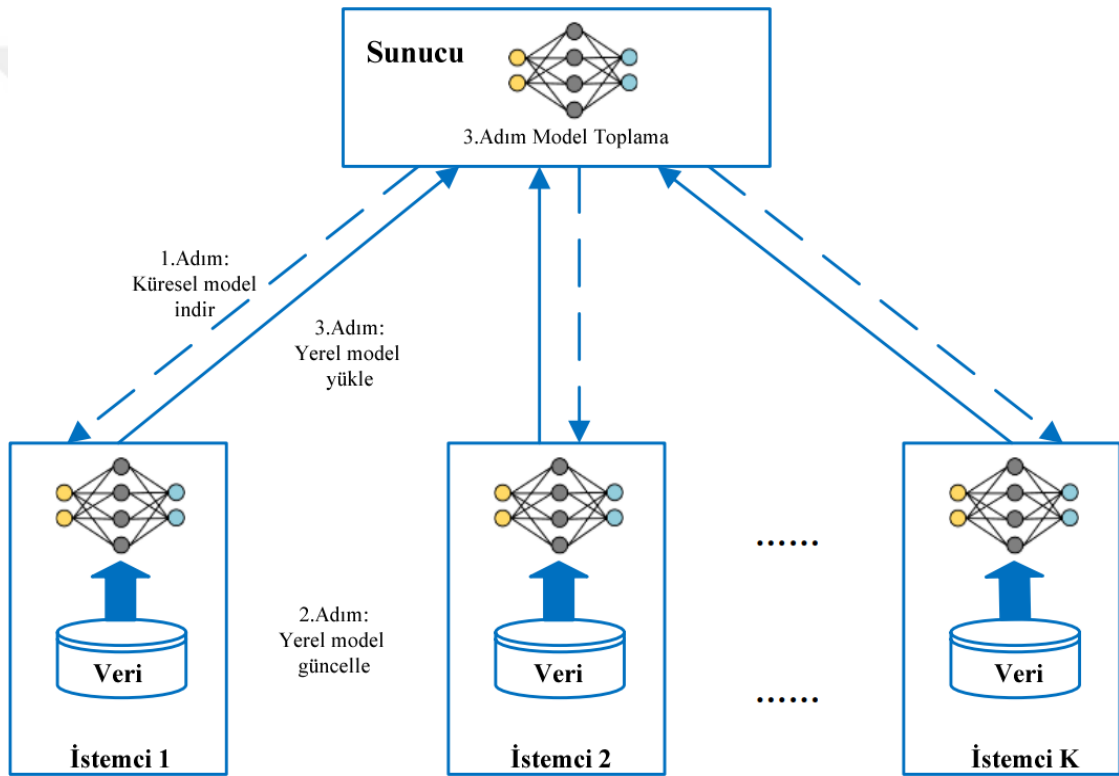 Sunucu
3.Adım Model Toplama
1.Adım:
Küresel model
indir
3.Adım:
Yerel model
yükle
2.Adım:
Yerel model
güncelle
......
......
Veri
Veri
Veri
İstemci 1
İstemci 2
İstemci K